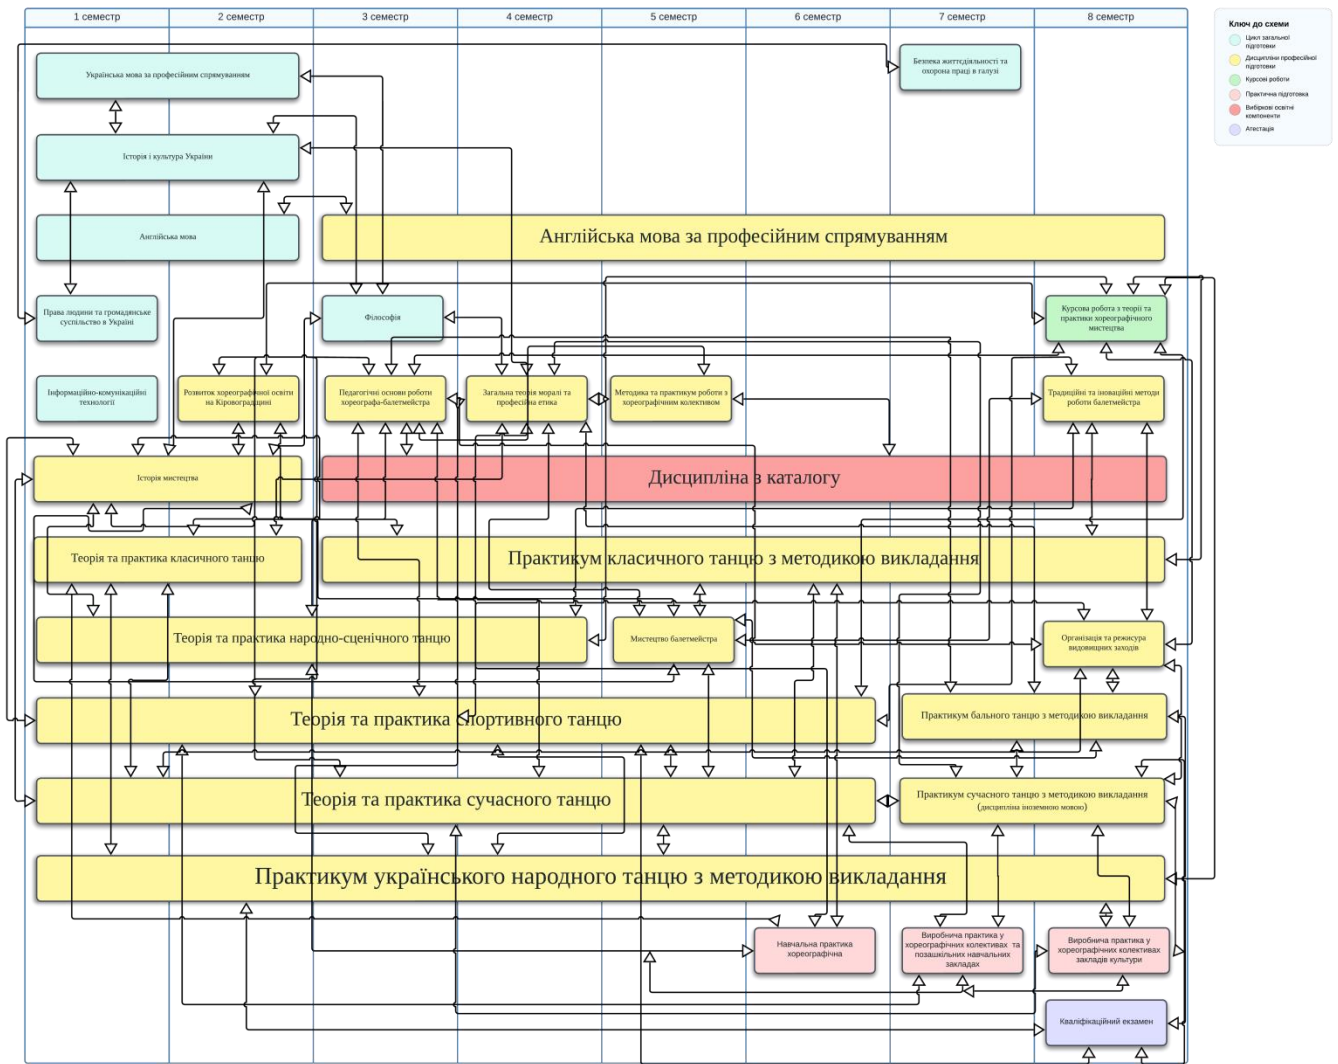 1 семестр
2 семестр
3 семестр
4 семестр
5 семестр
6 семестр
7 семестр
8 семестр
Ключ до схеми
Цикл загальної
підготовки
Дисципліни професійної
підготовки
Курсові роботи
Практична підготовка
Вибіркові освітні
компоненти
Атестація
Українська мова за професійним спрямуванням
Безпека життєдіяльності та
охорона праці в галузі
Історія і культура України
Англійська мова
Англійська мова за професійним спрямуванням
Права людини та громадянське
суспільство в Україні
Філософія
Курсова робота з теорії та
практики хореографічного
мистецтва
Інформаційно-комунікаційні
технології
Розвиток хореографічної освіти
на Кіровоградщині
Педагогічні основи роботи
хореографа-балетмейстра
Загальна теорія моралі та
професійна етика
Методика та практикум роботи з
хореографічним колективом
Традиційні та іноваційні методи
роботи балетмейстра
Історія мистецтва
Дисципліна з каталогу
Теорія та практика класичного танцю
Практикум класичного танцю з методикою викладання
Теорія та практика народно-сценічного танцю
Мистецтво балетмейстра
Організація та режисура
видовищних заходів
Теорія та практика спортивного танцю
Практикум бального танцю з методикою викладання
Теорія та практика сучасного танцю
Практикум сучасного танцю з методикою викладання
(дисципліна іноземною мовою)
Практикум українського народного танцю з методикою викладання
Навчальна практика
хореографічна
Виробнича практика у
хореографічних колективах та
позашкільних навчальних
закладах
Виробнича практика у
хореографічних колективах
закладів культури
Кваліфікаційний екзамен